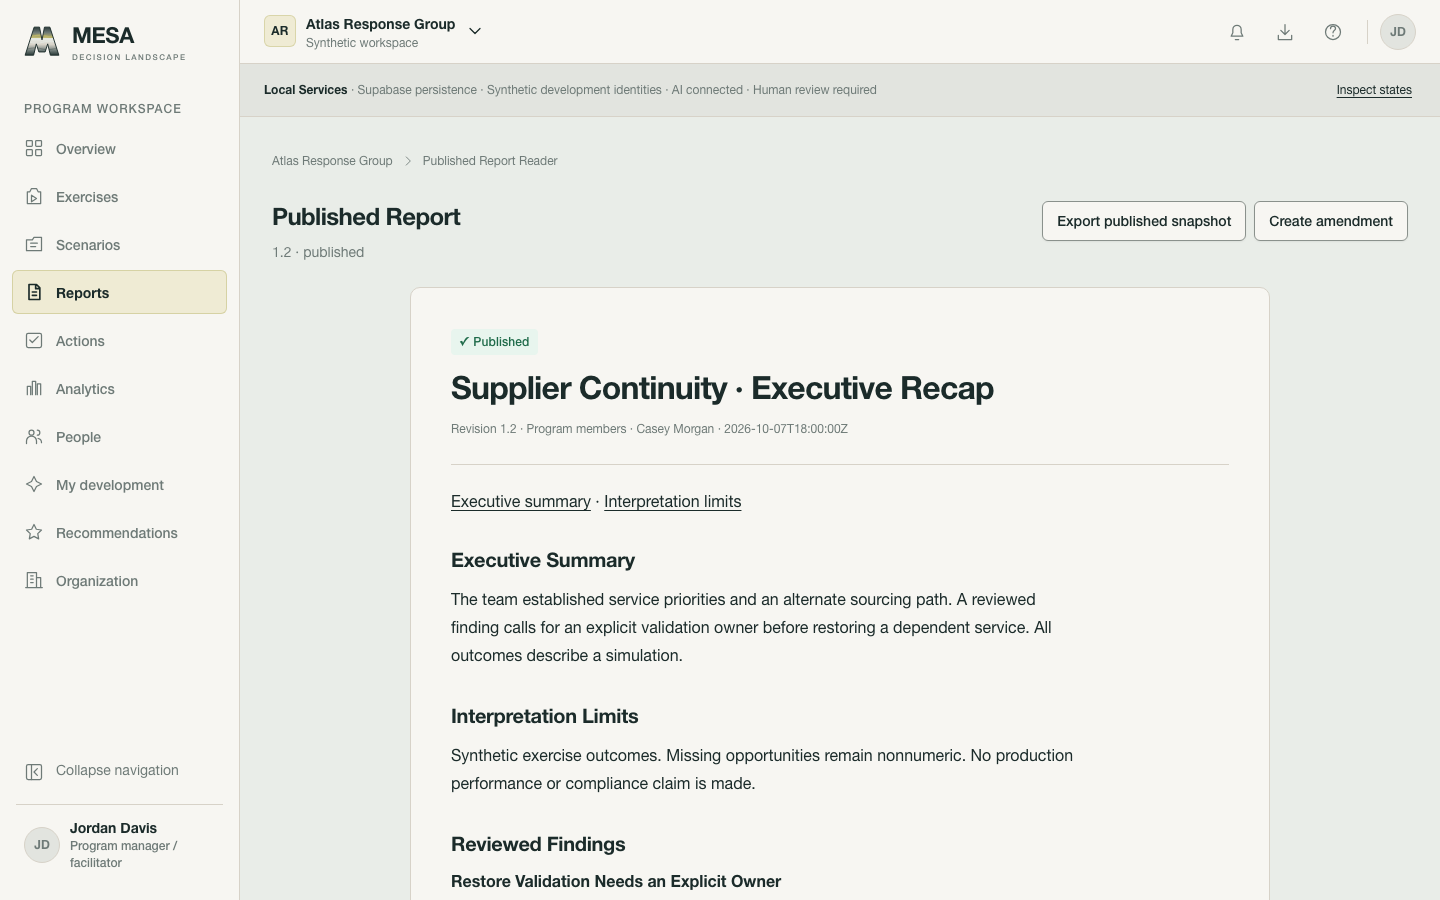 MESA
DECISION LANDSCAPE
PROGRAM WORKSPACE
Overview
Exercises
Scenarios
Reports
Actions
Analytics
People
My development
Recommendations
Organization
Collapse navigation
JD
Jordan Davis
Program manager /
facilitator
AR
Atlas Response Group
Synthetic workspace
JD
Local Services · Supabase persistence · Synthetic development identities · AI connected · Human review required
Inspect states
Atlas Response Group > Published Report Reader
Published Report
1.2 · published
Export published snapshot
Create amendment
✓ Published
Supplier Continuity · Executive Recap
Revision 1.2 · Program members · Casey Morgan · 2026-10-07T18:00:00Z
Executive summary · Interpretation limits
Executive Summary
The team established service priorities and an alternate sourcing path. A reviewed
finding calls for an explicit validation owner before restoring a dependent service. All
outcomes describe a simulation.
Interpretation Limits
Synthetic exercise outcomes. Missing opportunities remain nonnumeric. No production
performance or compliance claim is made.
Reviewed Findings
Restore Validation Needs an Explicit Owner